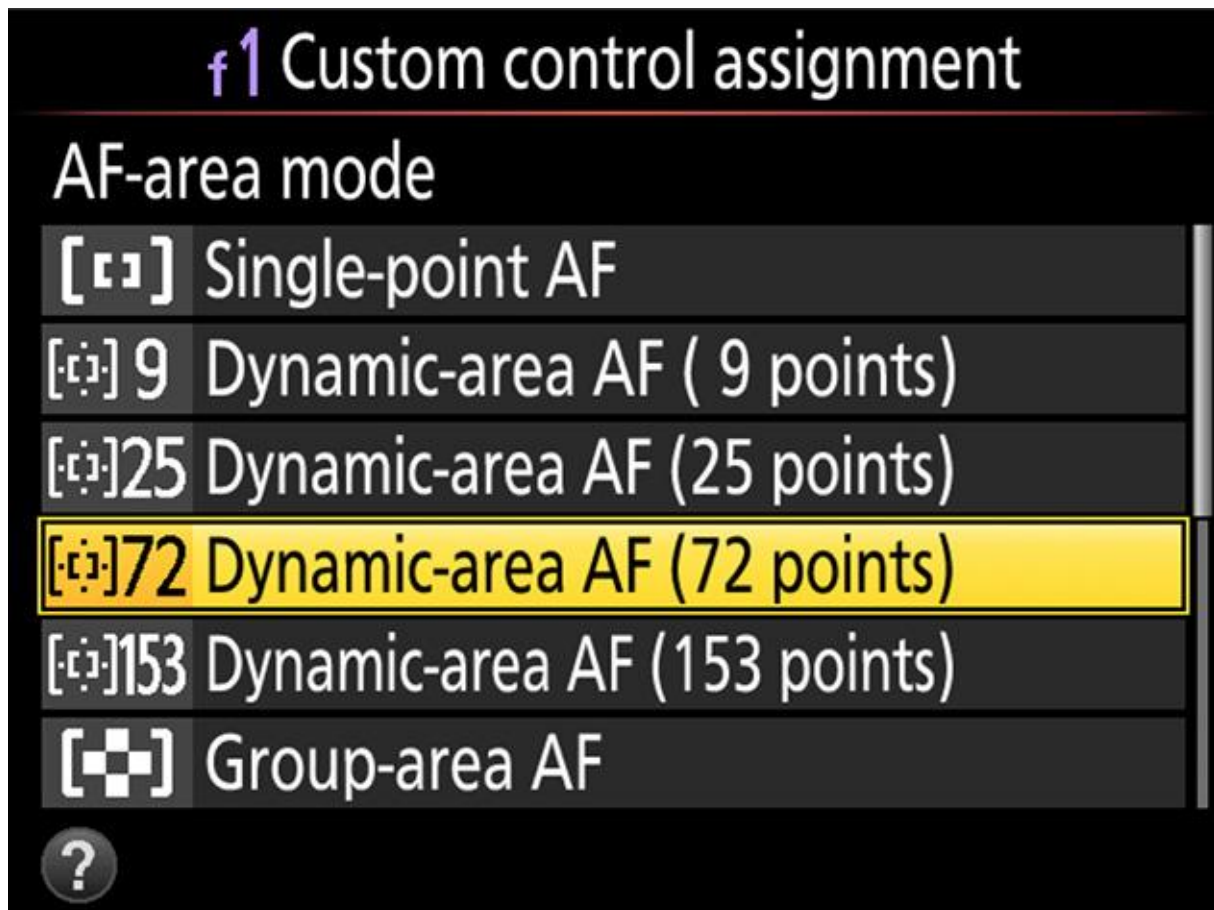 f1 Custom control assignment
AF-area mode
Single-point AF
9 Dynamic-area AF ( 9 points)
25 Dynamic-area AF (25 points)
72 Dynamic-area AF (72 points)
153 Dynamic-area AF (153 points)
Group-area AF
?